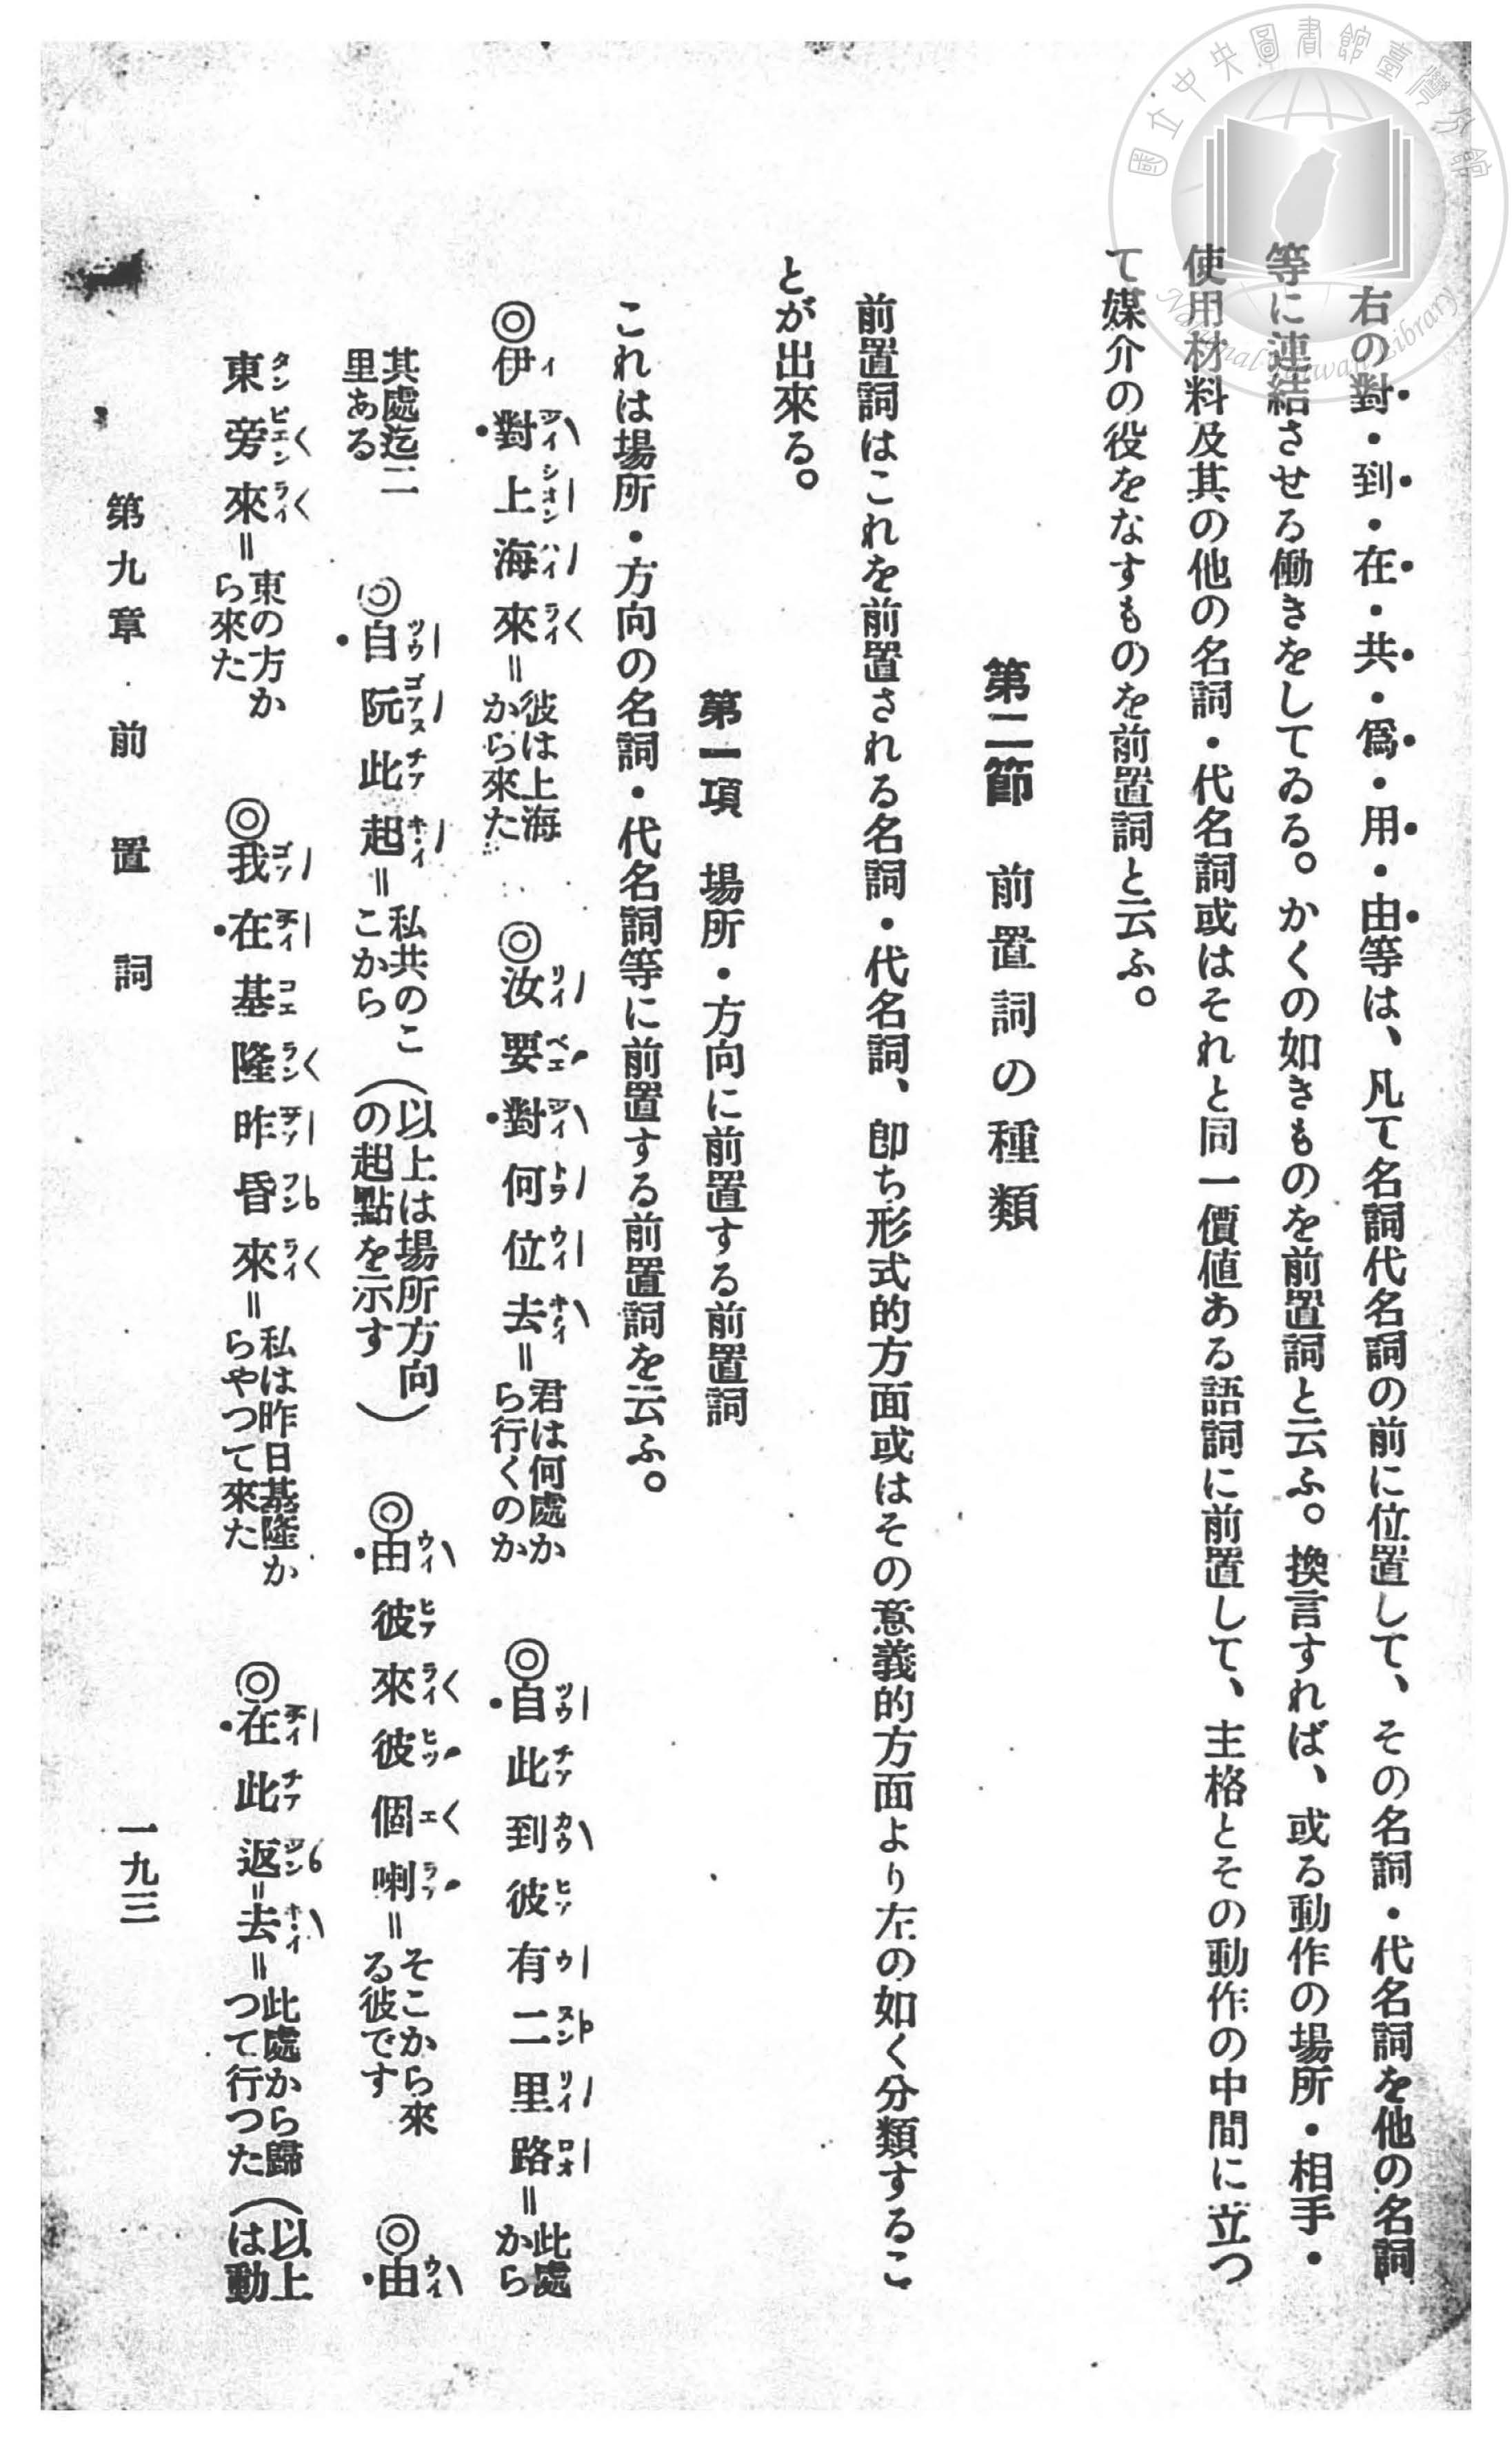 右の對・到・在・共・爲・用・由等は、凡て名詞代名詞の前に位置して、その名詞・代名詞を他の名詞
等に連結させる働きをしてゐる。かくの如きものを前置詞と云ふ。換言すれば、或る動作の場所・相手・
使用材料及其の他の名詞・代名詞或はそれと同一價値ある語詞に前置して、主格とその動作の中間に立つ
て媒介の役をなすものを前置詞と云ふ。
第二節 前置詞の種類
前置詞はこれを前置される名詞・代名詞、卽ち形式的方面或はその意義的方面より左の如く分類するこ
とが出來る。
第一項 場所・方向に前置する前置詞
これは場所・方向の名詞・代名詞等に前置する前置詞を云ふ。
◎伊對上海來＝彼は上海から來た ◎汝要對何位去＝君は何處から行くのか ◎自此到彼有二里路＝此處から
其處迄二里ある ◎自阮此起＝私共のここから（以上は場所方向の起點を示す） ◎由彼來彼個喇＝そこから來る彼です ◎由
東旁來＝東の方から來た ◎我在基隆昨昏來＝私は昨日基隆からやつて來た ◎在此返＝去＝此處から歸つて行つた（以上は動
第九章 前置詞 一九三
國立中央圖書館臺灣分館
National Taiwan Library